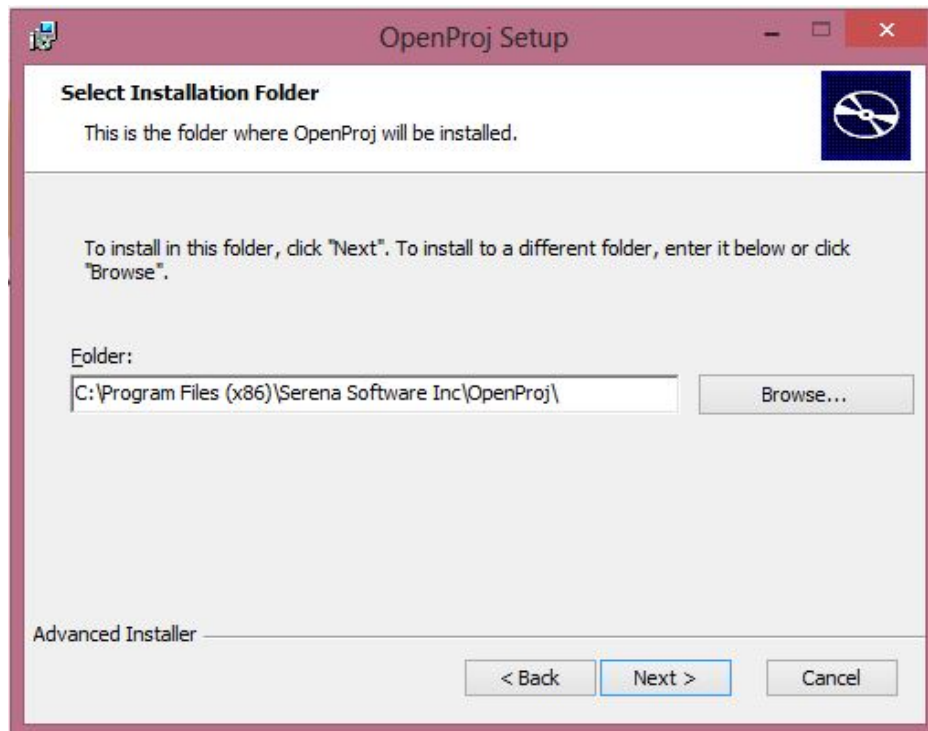 OpenProj Setup
Select Installation Folder
This is the folder where OpenProj will be installed.
To install in this folder, click "Next". To install to a different folder, enter it below or click
"Browse".
Folder:
C:\Program Files (x86)\Serena Software Inc\OpenProj\
Browse...
Advanced Installer
< Back
Next >
Cancel